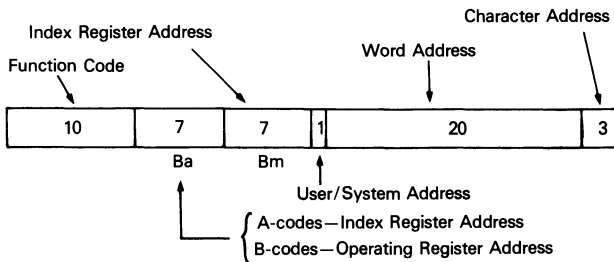 Character Address
Index Register Address
Word Address
Function Code
10 7 7 1 20 3
Ba Bm
User/System Address
A-codes—Index Register Address
B-codes—Operating Register Address